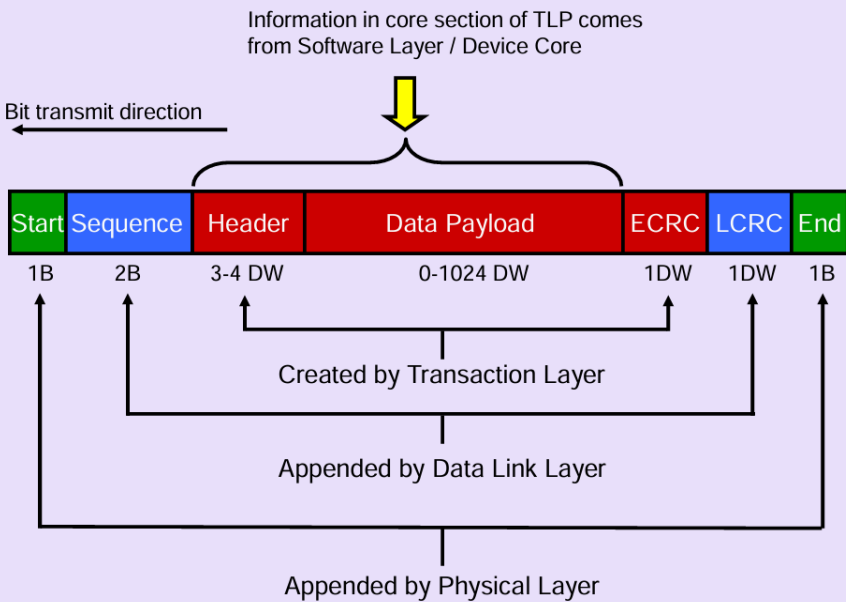 Information in core section of TLP comes
from Software Layer / Device Core
Bit transmit direction
Start Sequence Header Data Payload ECRC LCRC End
1B 2B 3-4 DW 0-1024 DW 1DW 1DW 1B
Created by Transaction Layer
Appended by Data Link Layer
Appended by Physical Layer